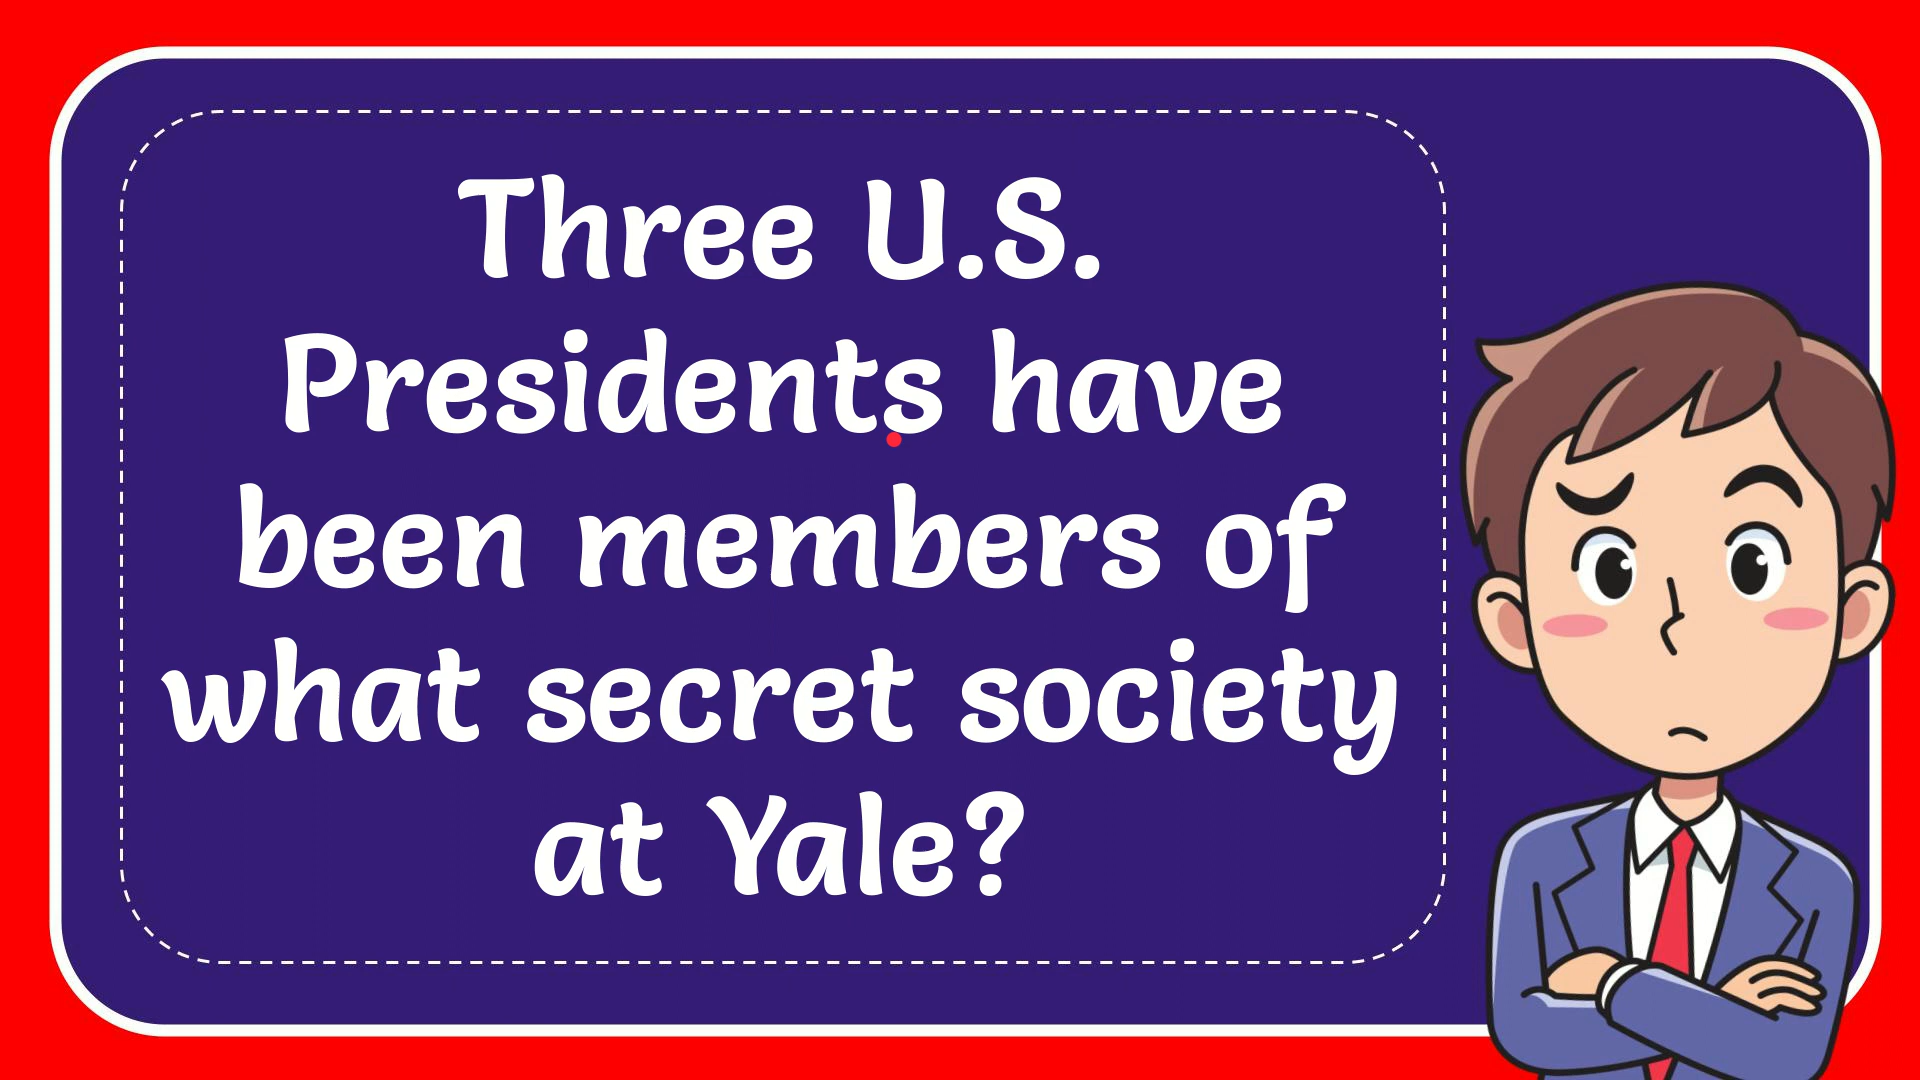 Three U.S.
Presidents have
been members of
what secret society
at Yale?